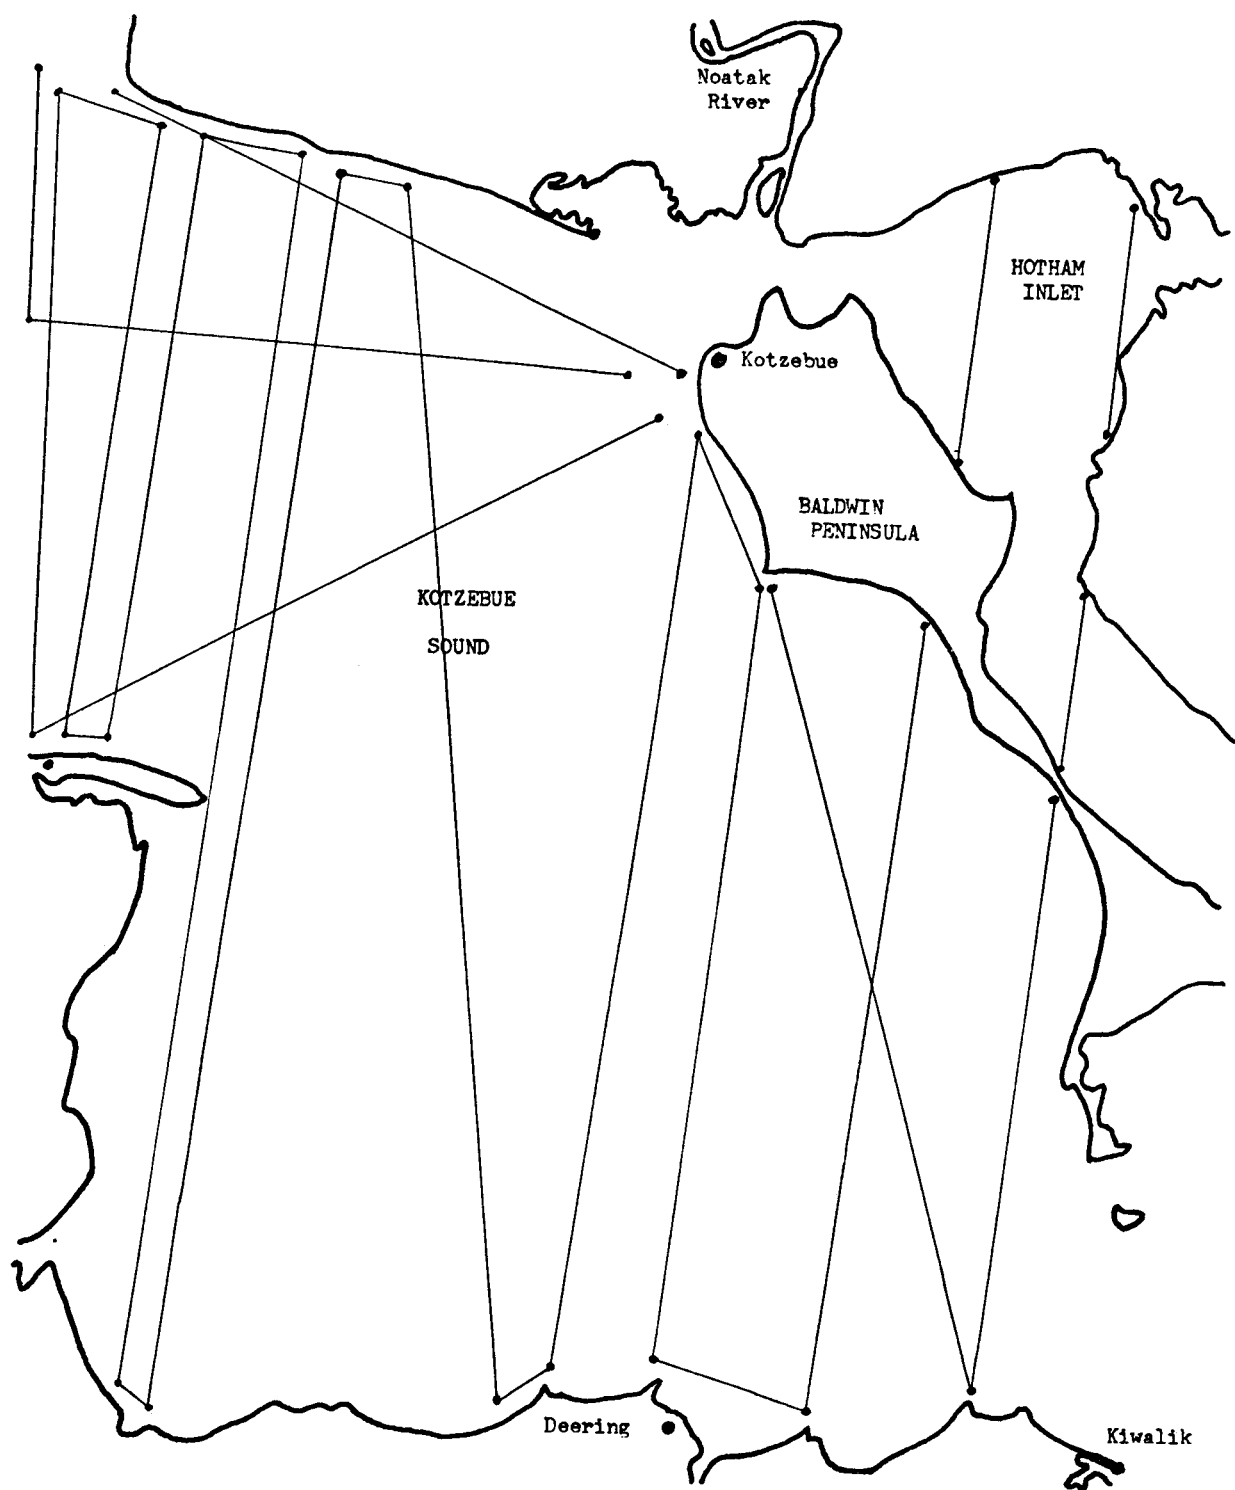 Noatak
River
HOTHAM
INLET
Kotzebue
BALDWIN
PENINSULA
KOTZEBUE
SOUND
Deering
Kiwalik